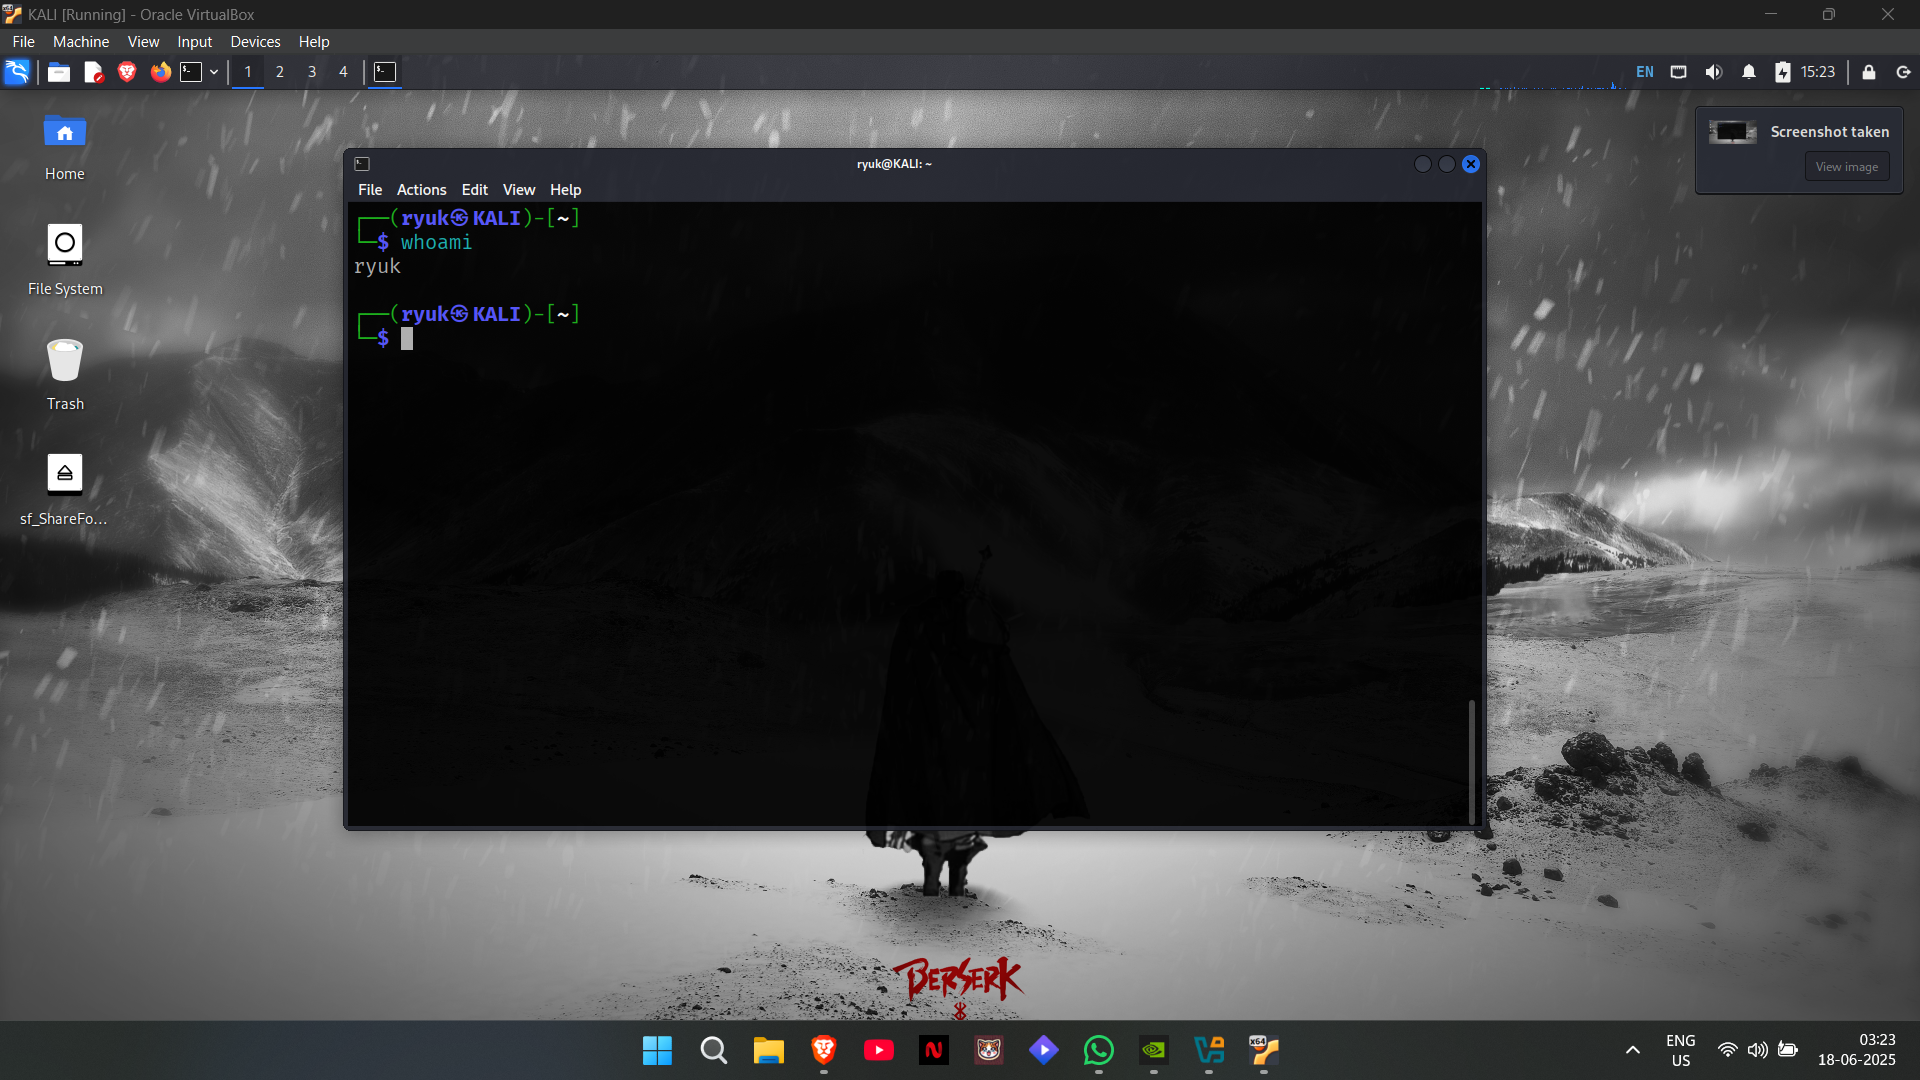 KALI [Running] - Oracle VirtualBox
File Machine View Input Devices Help
1 2 3 4
EN 15:23
Screenshot taken
View image
Home
File System
Trash
sf_ShareFo...
ryuk@KALI: ~
File Actions Edit View Help
┌──(ryuk㉿KALI)-[~]
└─$ whoami
ryuk
┌──(ryuk㉿KALI)-[~]
└─$
BERSERK
x64
ENG
US
03:23
18-06-2025